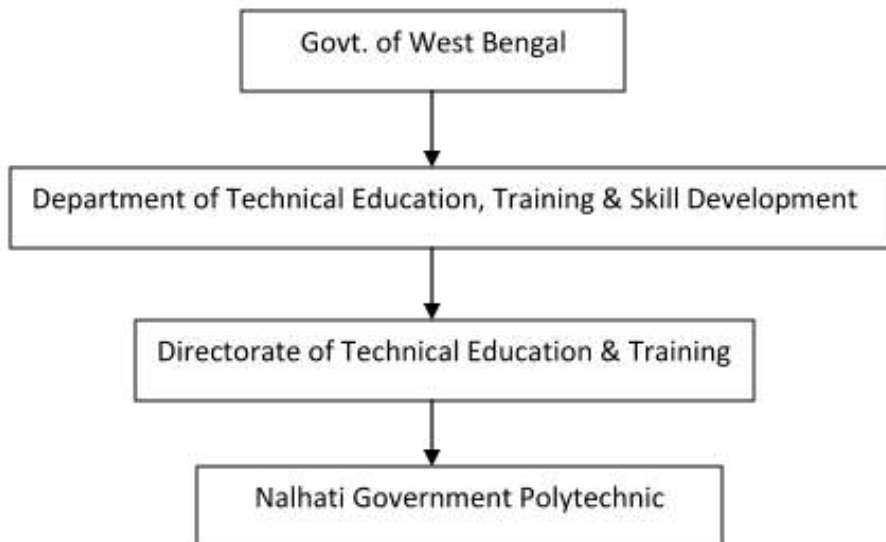 Govt. of West Bengal
Department of Technical Education, Training & Skill Development
Directorate of Technical Education & Training
Nalhati Government Polytechnic